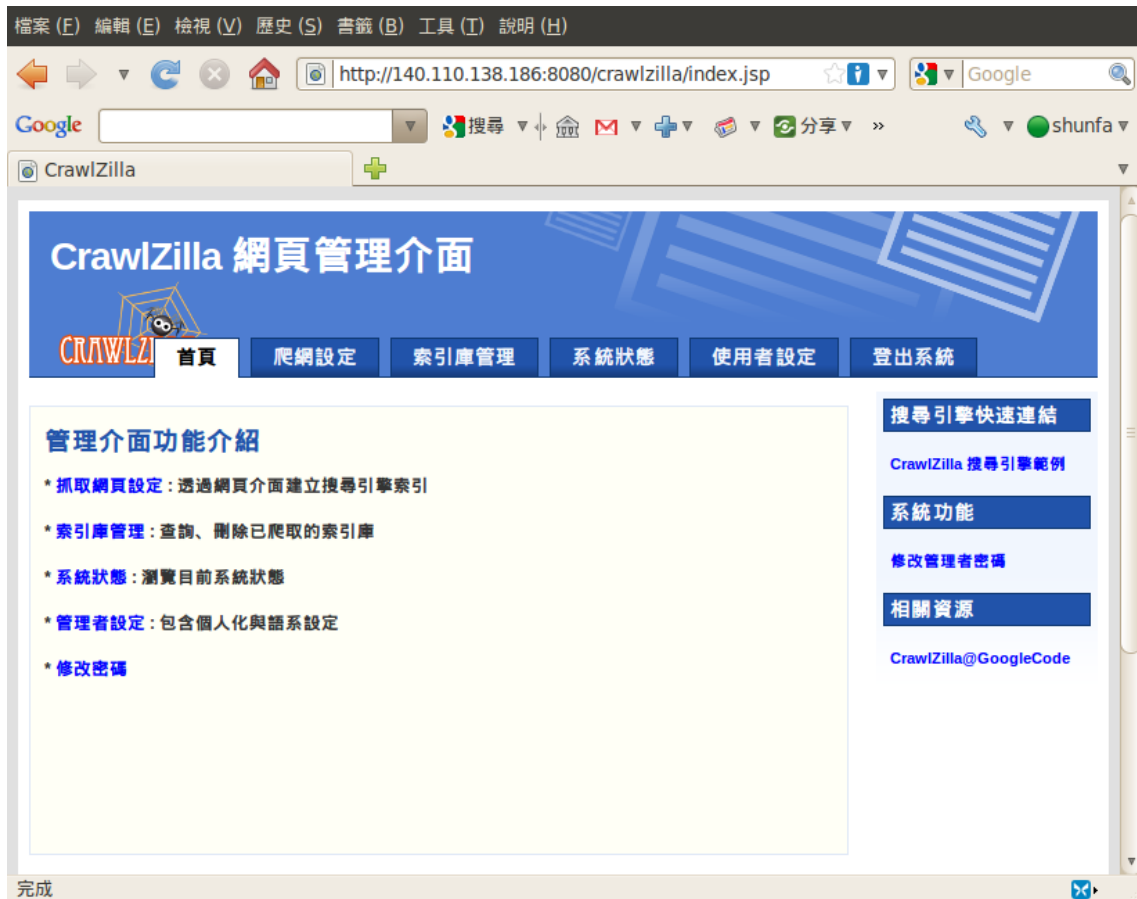 檔案 (F) 編輯 (E) 檢視 (V) 歷史 (S) 書籤 (B) 工具 (T) 說明 (H)
http://140.110.138.186:8080/crawlzilla/index.jsp Google
Google 搜尋 分享 » shunfa
CrawlZilla
CrawlZilla 網頁管理介面
首頁 爬網設定 索引庫管理 系統狀態 使用者設定 登出系統
管理介面功能介紹
* 抓取網頁設定 : 透過網頁介面建立搜尋引擎索引
* 索引庫管理 : 查詢、刪除已爬取的索引庫
* 系統狀態 : 瀏覽目前系統狀態
* 管理者設定 : 包含個人化與語系設定
* 修改密碼
搜尋引擎快速連結
CrawlZilla 搜尋引擎範例
系統功能
修改管理者密碼
相關資源
CrawlZilla@GoogleCode
完成